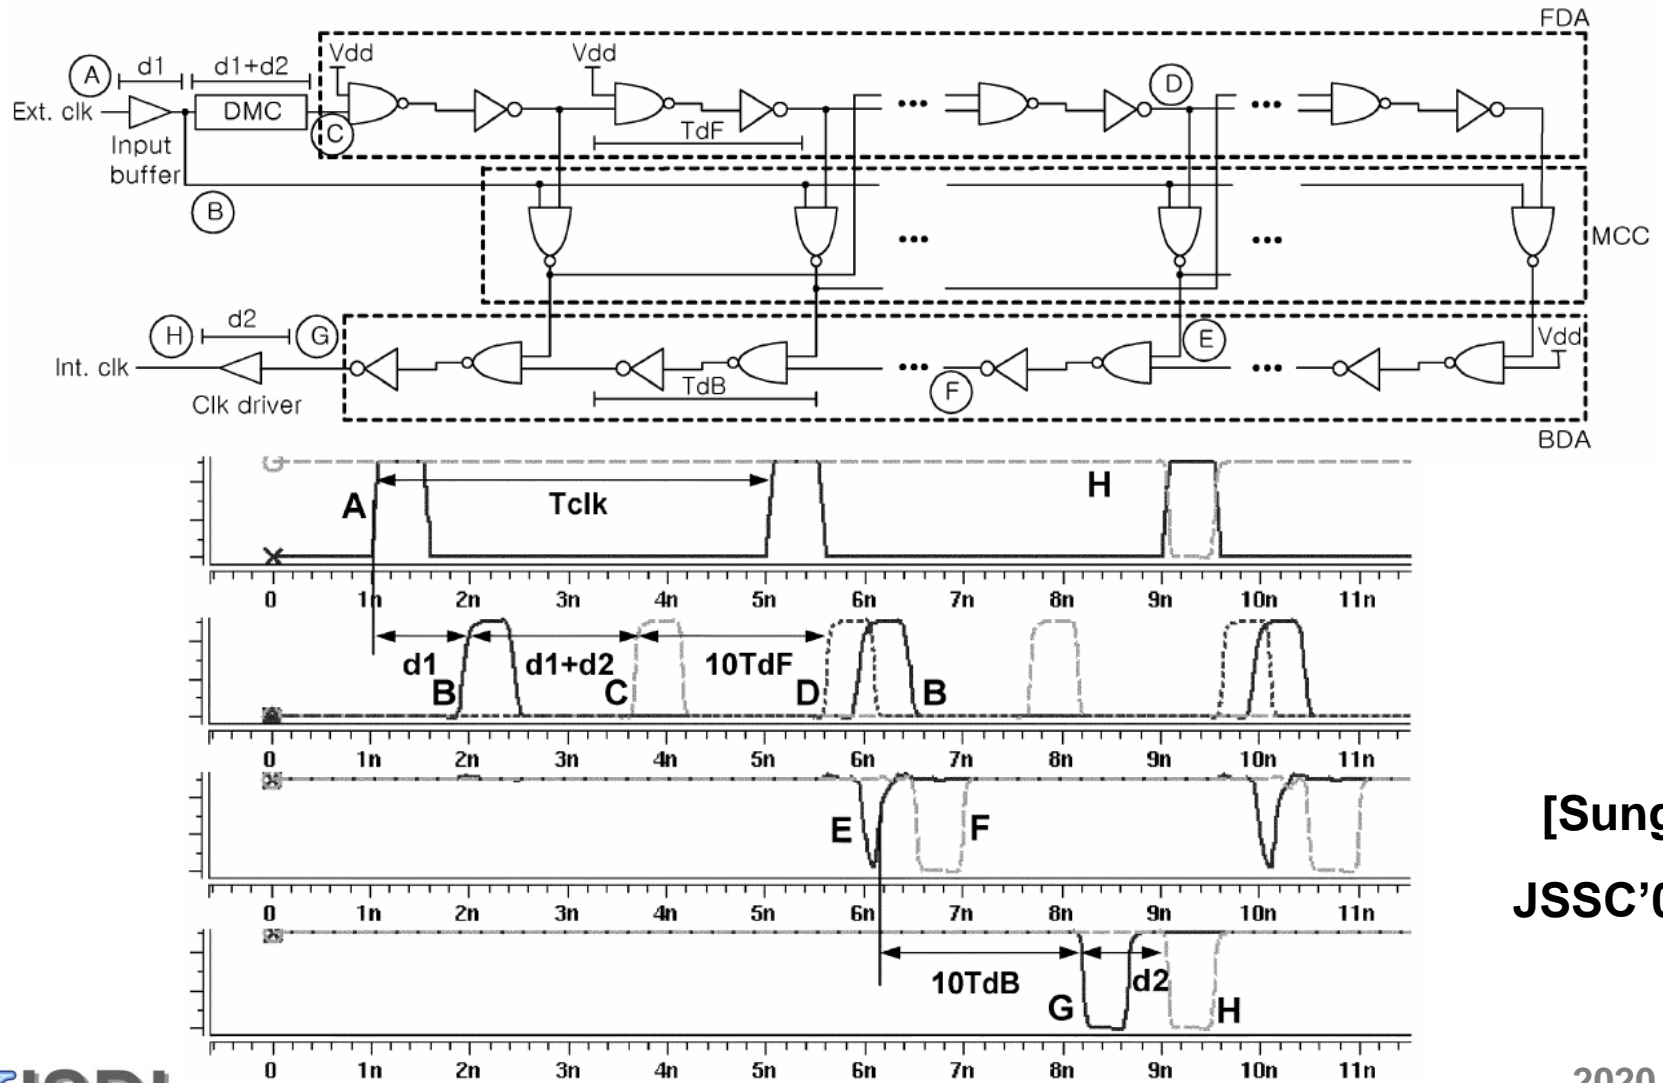 FDA
Vdd Vdd
A d1 d1+d2 D
Ext. clk DMC
C TdF
Input
buffer
B
MCC
H d2 G E Vdd
Int. clk
TdB F
Clk driver
BDA
A Tclk H
0 1n 2n 3n 4n 5n 6n 7n 8n 9n 10n 11n
d1 d1+d2 10TdF
B C D B
0 1n 2n 3n 4n 5n 6n 7n 8n 9n 10n 11n
E F
[Sung
JSSC'0
0 1n 2n 3n 4n 5n 6n 7n 8n 9n 10n 11n
10TdB d2
G H
0 1n 2n 3n 4n 5n 6n 7n 8n 9n 10n 11n
2020